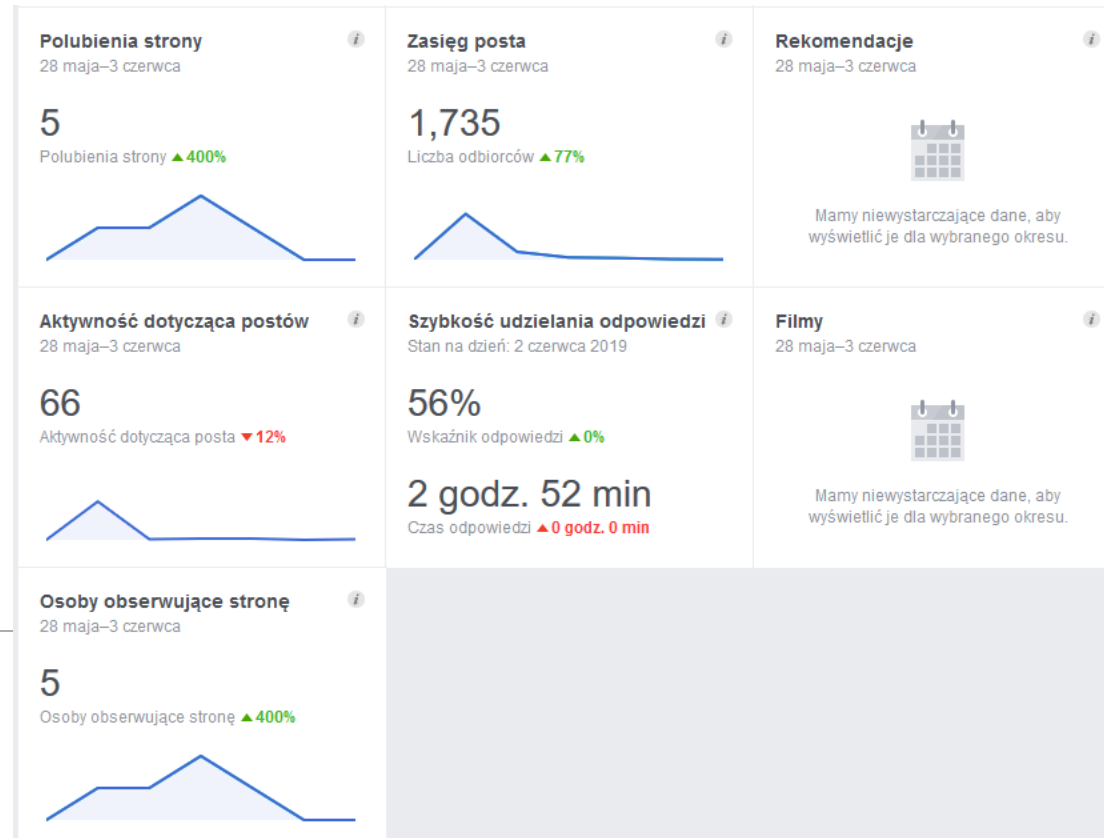 Polubienia strony
28 maja–3 czerwca
5
Polubienia strony ▲400%
Zasięg posta
28 maja–3 czerwca
1,735
Liczba odbiorców ▲77%
Rekomendacje
28 maja–3 czerwca
Mamy niewystarczające dane, aby
wyświetlić je dla wybranego okresu.
Aktywność dotycząca postów
28 maja–3 czerwca
66
Aktywność dotycząca posta ▼12%
Szybkość udzielania odpowiedzi
Stan na dzień: 2 czerwca 2019
56%
Wskaźnik odpowiedzi ▲0%
2 godz. 52 min
Czas odpowiedzi ▲0 godz. 0 min
Filmy
28 maja–3 czerwca
Mamy niewystarczające dane, aby
wyświetlić je dla wybranego okresu.
Osoby obserwujące stronę
28 maja–3 czerwca
5
Osoby obserwujące stronę ▲400%